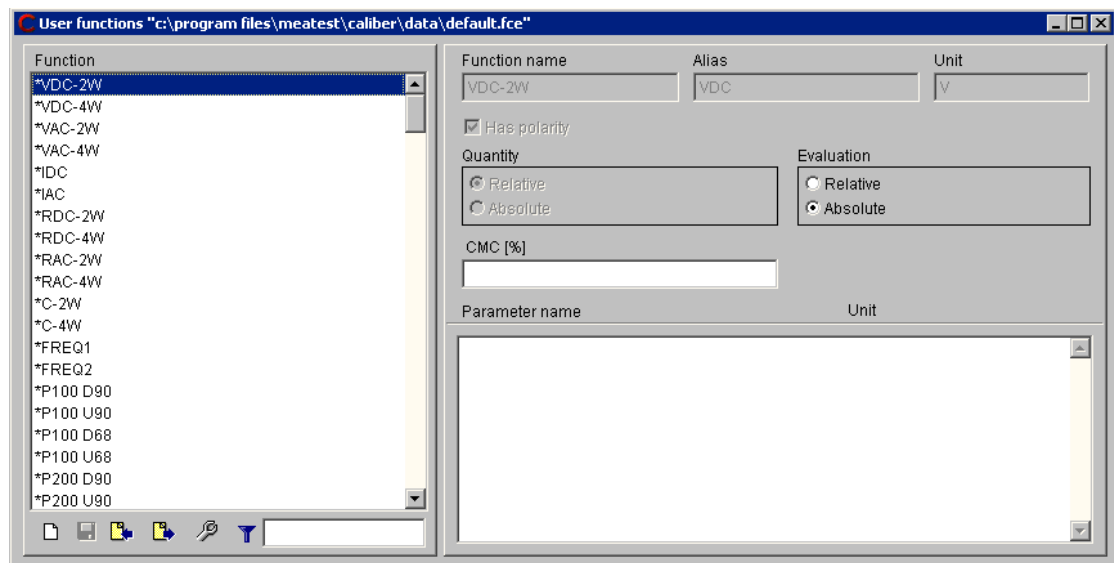 User functions "c:\program files\meatest\caliber\data\default.fce"
Function
*VDC-2W
*VDC-4W
*VAC-2W
*VAC-4W
*IDC
*IAC
*RDC-2W
*RDC-4W
*RAC-2W
*RAC-4W
*C-2W
*C-4W
*FREQ1
*FREQ2
*P100 D90
*P100 U90
*P100 D68
*P100 U68
*P200 D90
*P200 U90
Function name Alias Unit
VDC-2W VDC V
Has polarity
Quantity Evaluation
Relative Relative
Absolute Absolute
CMC [%]
Parameter name Unit